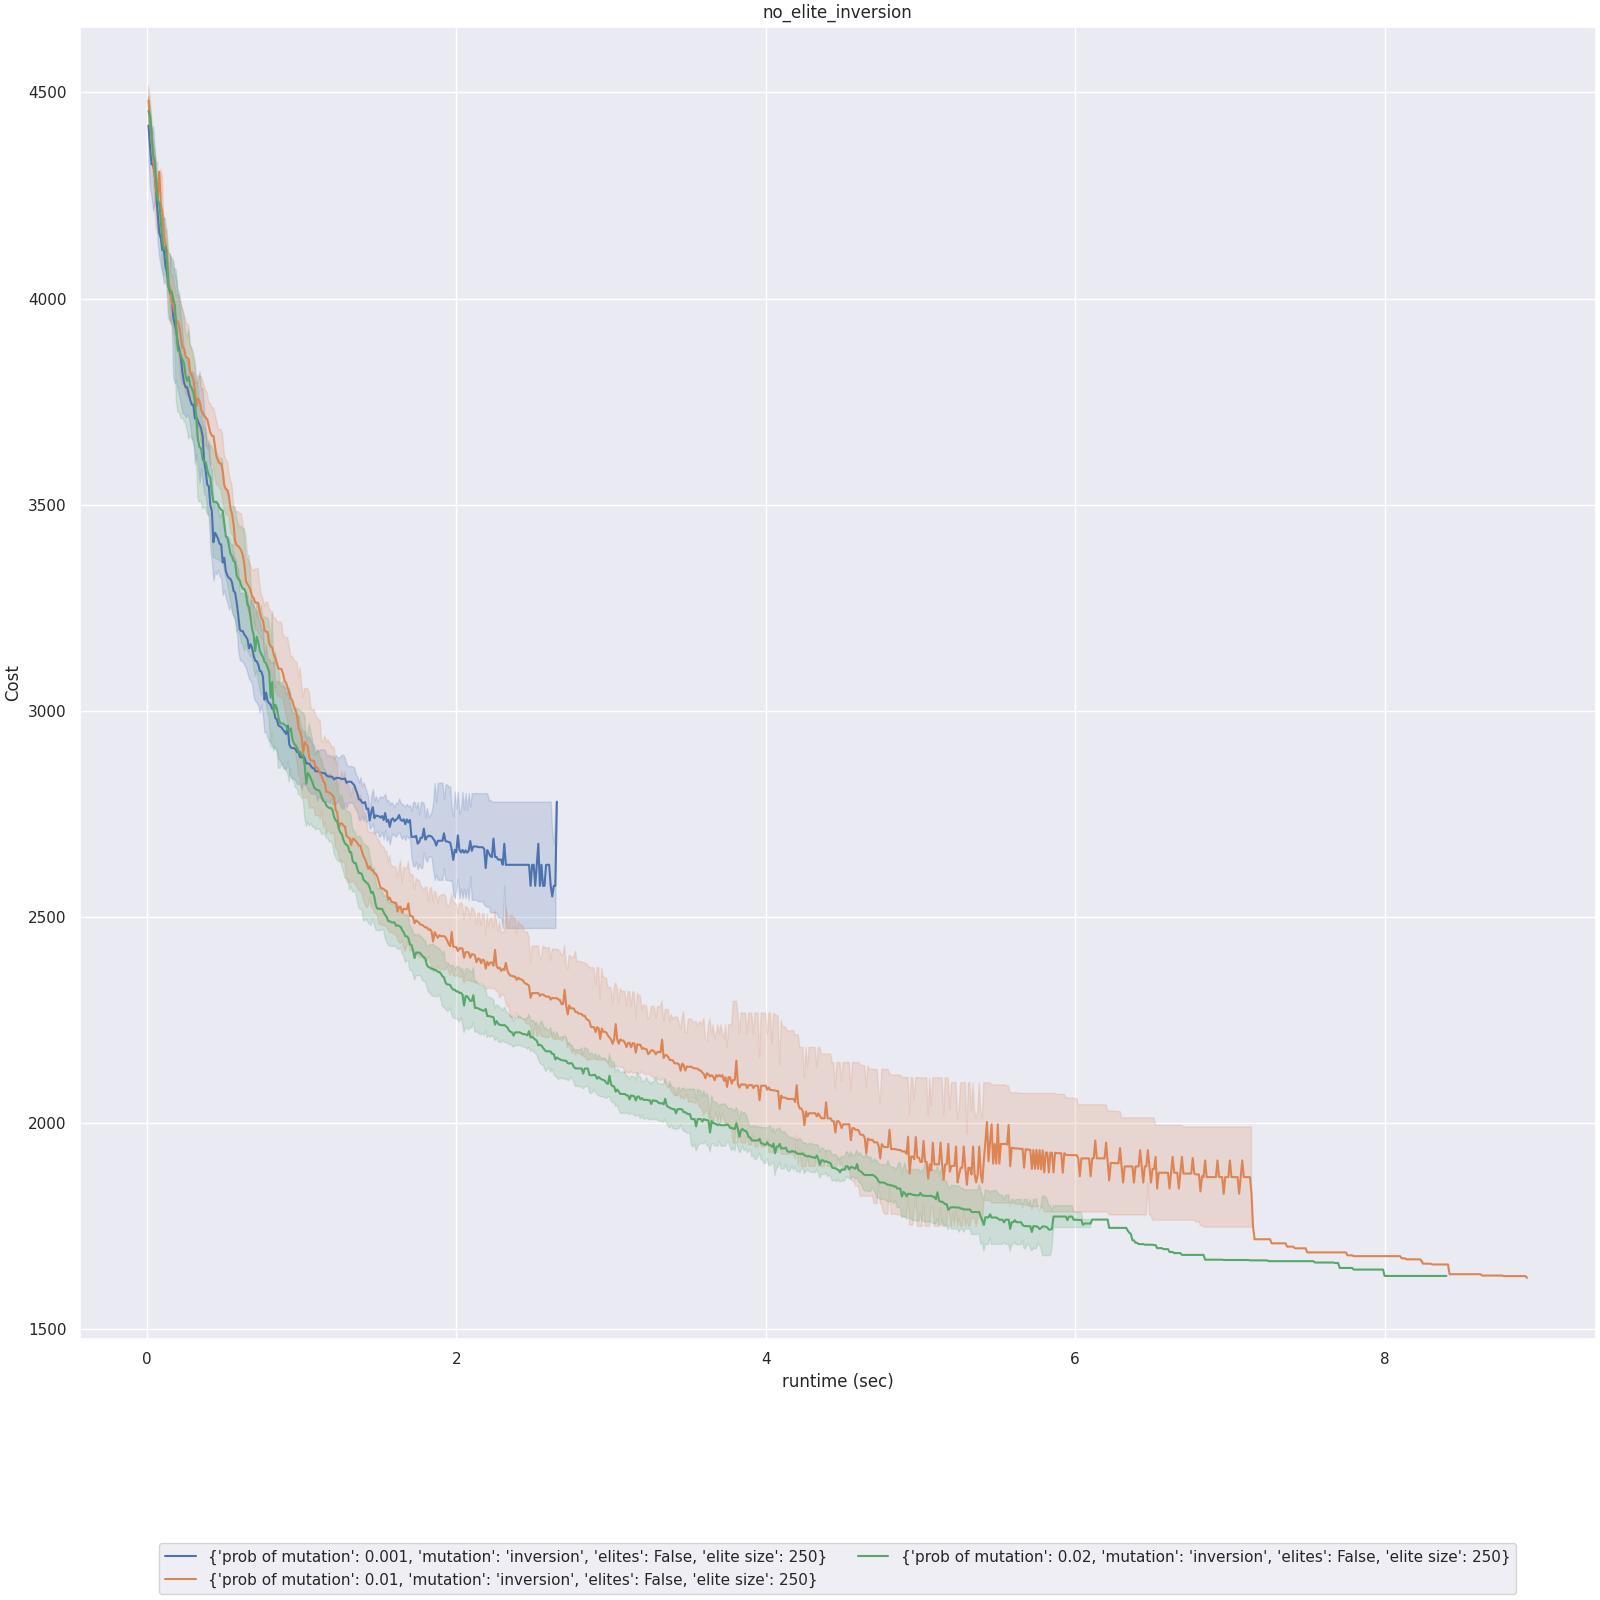 no_elite_inversion
4500
4000
3500
3000
2500
2000
1500
Cost
0 2 4 6 8
runtime (sec)
{'prob of mutation': 0.001, 'mutation': 'inversion', 'elites': False, 'elite size': 250}
{'prob of mutation': 0.01, 'mutation': 'inversion', 'elites': False, 'elite size': 250}
{'prob of mutation': 0.02, 'mutation': 'inversion', 'elites': False, 'elite size': 250}